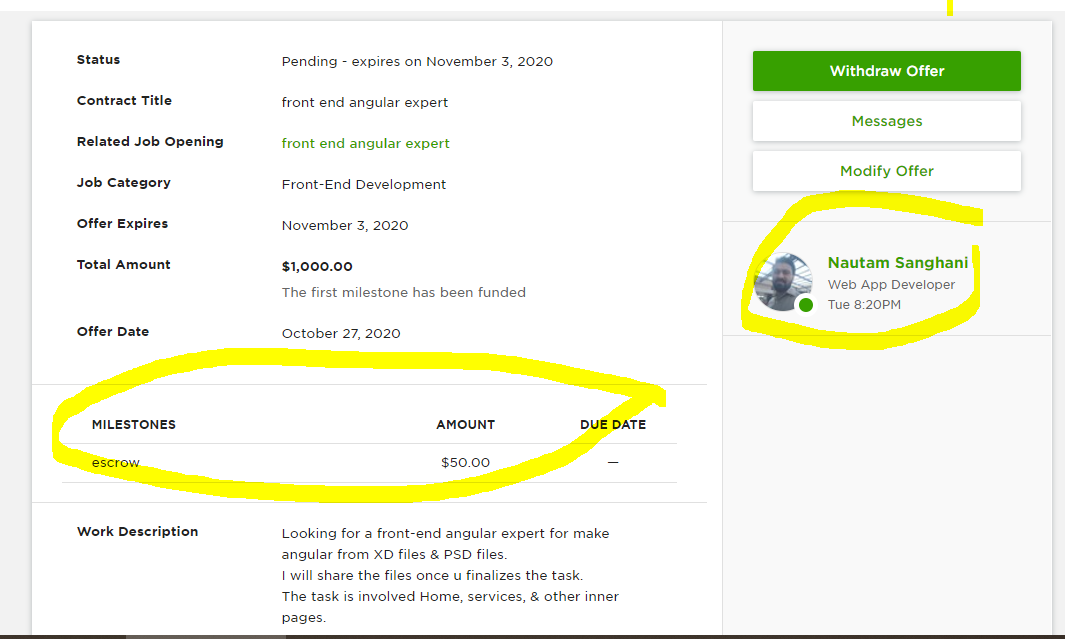 Status Pending - expires on November 3, 2020
Contract Title front end angular expert
Related Job Opening front end angular expert
Job Category Front-End Development
Offer Expires November 3, 2020
Total Amount $1,000.00
The first milestone has been funded
Offer Date October 27, 2020
MILESTONES AMOUNT DUE DATE
escrow $50.00 —
Work Description Looking for a front-end angular expert for make
angular from XD files & PSD files.
I will share the files once u finalizes the task.
The task is involved Home, services, & other inner
pages.
Withdraw Offer
Messages
Modify Offer
Nautam Sanghani
Web App Developer
Tue 8:20PM